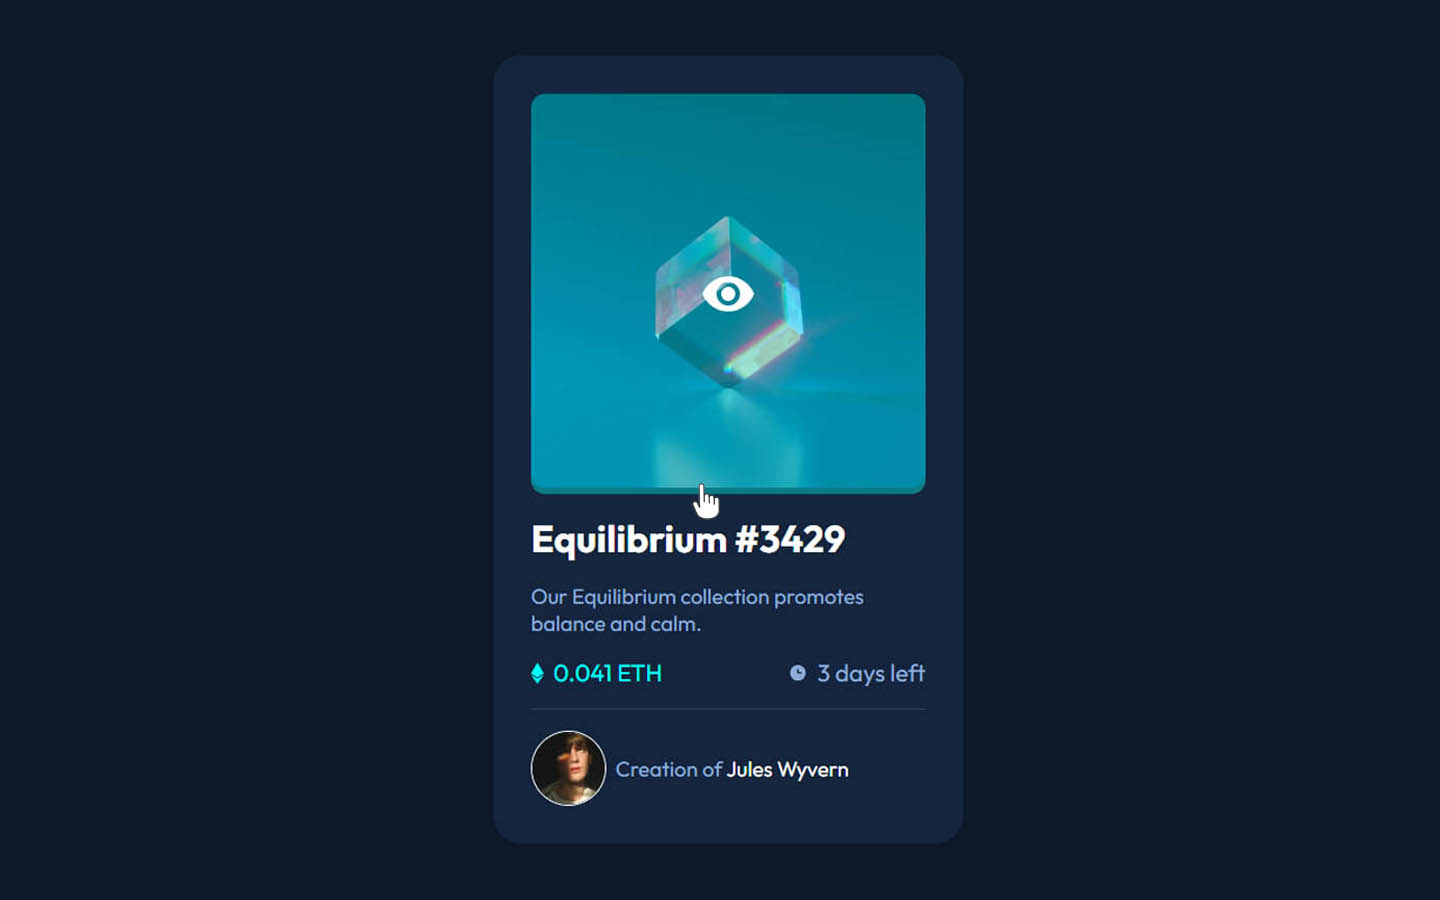 Equilibrium #3429
Our Equilibrium collection promotes
balance and calm.
0.041 ETH
3 days left
Creation of Jules Wyvern